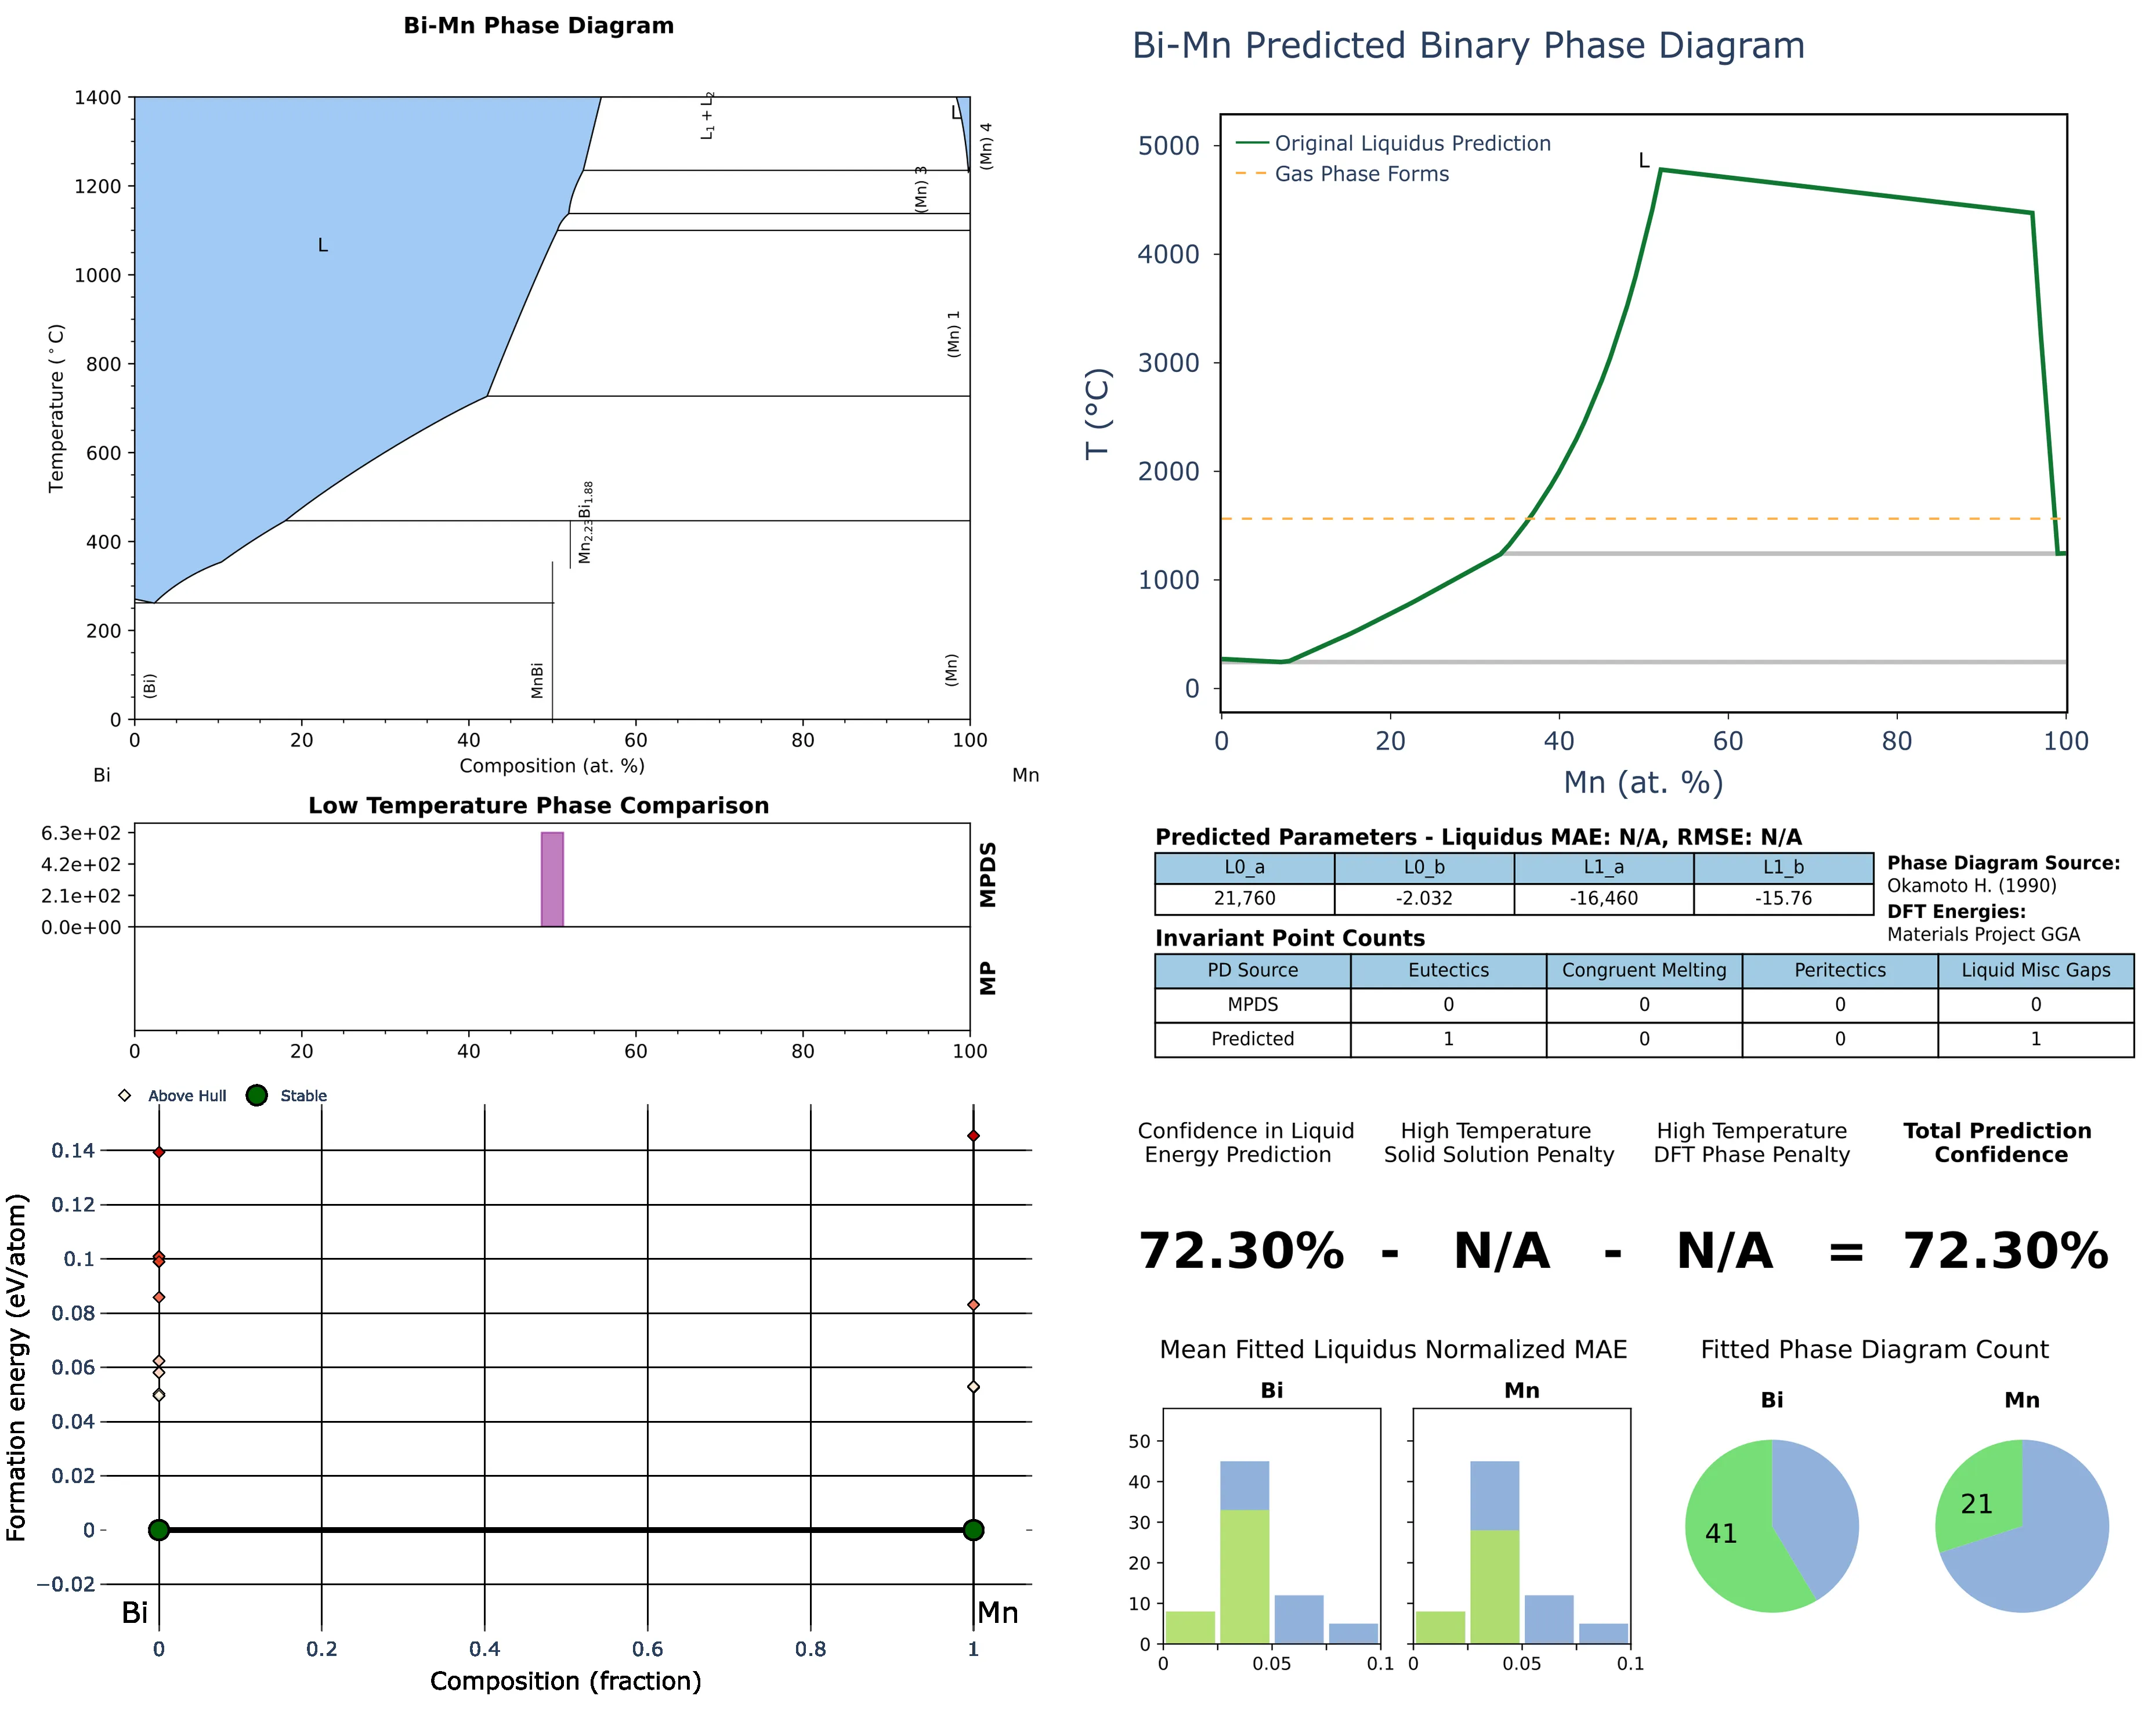 Bi-Mn Phase Diagram
1400
1200
1000
800
600
400
200
0
Temperature (°C)
L
L₁ + L₂
L
(Mn) 4
(Mn) 3
(Mn) 1
Mn₂.₂₃Bi₁.₈₈
(Bi)
MnBi
(Mn)
0 20 40 60 80 100
Composition (at. %)
Bi Mn
Bi-Mn Predicted Binary Phase Diagram
Original Liquidus Prediction
Gas Phase Forms
L
5000
4000
3000
2000
1000
0
T (°C)
0 20 40 60 80 100
Mn (at. %)
Low Temperature Phase Comparison
6.3e+02
4.2e+02
2.1e+02
0.0e+00
MPDS
MP
0 20 40 60 80 100
Predicted Parameters - Liquidus MAE: N/A, RMSE: N/A
L0_a L0_b L1_a L1_b
21,760 -2.032 -16,460 -15.76
Phase Diagram Source:
Okamoto H. (1990)
DFT Energies:
Materials Project GGA
Invariant Point Counts
PD Source Eutectics Congruent Melting Peritectics Liquid Misc Gaps
MPDS 0 0 0 0
Predicted 1 0 0 1
Above Hull Stable
0.14
0.12
0.1
0.08
0.06
0.04
0.02
0
−0.02
Formation energy (eV/atom)
Bi Mn
0 0.2 0.4 0.6 0.8 1
Composition (fraction)
Confidence in Liquid
Energy Prediction
High Temperature
Solid Solution Penalty
High Temperature
DFT Phase Penalty
Total Prediction
Confidence
72.30% - N/A - N/A = 72.30%
Mean Fitted Liquidus Normalized MAE
Bi Mn
50
40
30
20
10
0
0 0.05 0.1 0 0.05 0.1
Fitted Phase Diagram Count
Bi Mn
41 21